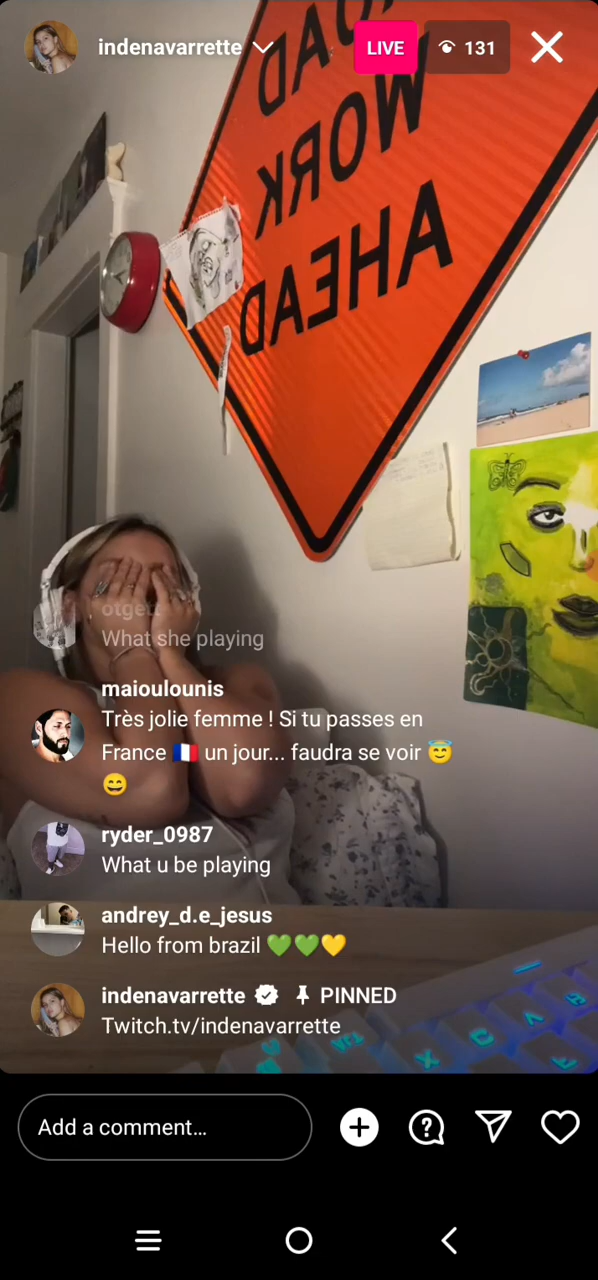 indenavarrette
LIVE
131
ROAD
WORK
AHEAD
otgett
What she playing
maioulounis
Très jolie femme ! Si tu passes en
France 🇫🇷 un jour... faudra se voir 😇
😄
ryder_0987
What u be playing
andrey_d.e_jesus
Hello from brazil 💚💚💛
indenavarrette PINNED
Twitch.tv/indenavarrette
Add a comment...